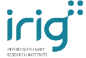 irig
INTERDISCIPLINARY
RESEARCH INSTITUTE